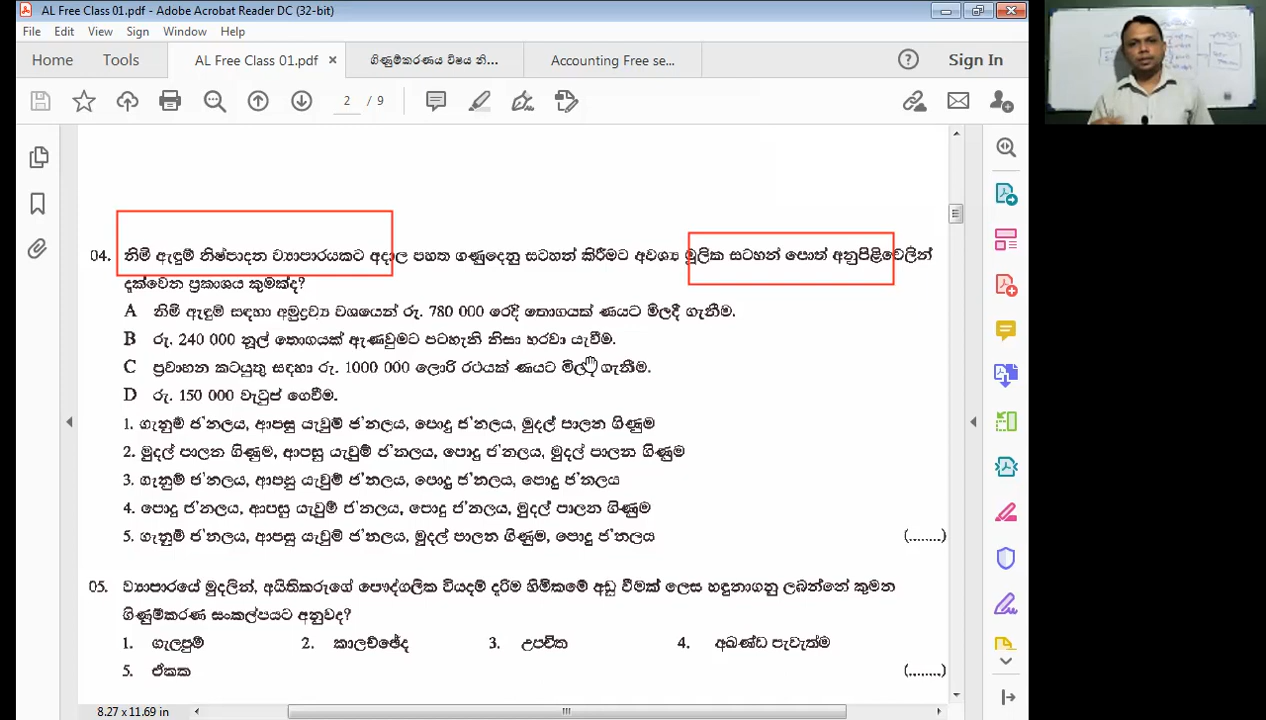 AL Free Class 01.pdf - Adobe Acrobat Reader DC (32-bit)
File Edit View Sign Window Help
Home Tools AL Free Class 01.pdf × ගිණුම්කරණය විෂය නි... Accounting Free se... Sign In
2 / 9
04. නිමි ඇඳුම් නිෂ්පාදන ව්‍යාපාරයකට අදාල පහත ගණුදෙනු සටහන් කිරීමට අවශ්‍ය මූලික සටහන් පොත් අනුපිළිවෙලින්
දක්වෙන ප්‍රකාශය කුමක්ද?
A නිමි ඇඳුම් සඳහා අමුද්‍රව්‍ය වශයෙන් රු. 780 000 රෙදි තොගයක් ණයට මිලදී ගැනීම.
B රු. 240 000 නූල් තොගයක් ඇණවුමට පටහැනි නිසා හරවා යැවීම.
C ප්‍රවාහන කටයුතු සඳහා රු. 1000 000 ලොරි රථයක් ණයට මිලදී ගැනීම.
D රු. 150 000 වැටුප් ගෙවීම.
1. ගැනුම් ජ'නලය, ආපසු යැවුම් ජ'නලය, පොදු ජ'නලය, මුදල් පාලන ගිණුම
2. මුදල් පාලන ගිණුම, ආපසු යැවුම් ජ'නලය, පොදු ජ'නලය, මුදල් පාලන ගිණුම
3. ගැනුම් ජ'නලය, ආපසු යැවුම් ජ'නලය, පොදු ජ'නලය, පොදු ජ'නලය
4. පොදු ජ'නලය, ආපසු යැවුම් ජ'නලය, පොදු ජ'නලය, මුදල් පාලන ගිණුම
5. ගැනුම් ජ'නලය, ආපසු යැවුම් ජ'නලය, මුදල් පාලන ගිණුම, පොදු ජ'නලය (........)
05. ව්‍යාපාරයේ මුදලින්, අයිතිකරුගේ පෞද්ගලික වියදම් දැරිම හිමිකමේ අඩු වීමක් ලෙස හඳුනාගනු ලබන්නේ කුමන
ගිණුම්කරණ සංකල්පයට අනුවද?
1. ගැලපුම් 2. කාලච්ඡේද 3. උපචිත 4. අඛණ්ඩ පැවැත්ම
5. ඒකක (........)
8.27 x 11.69 in